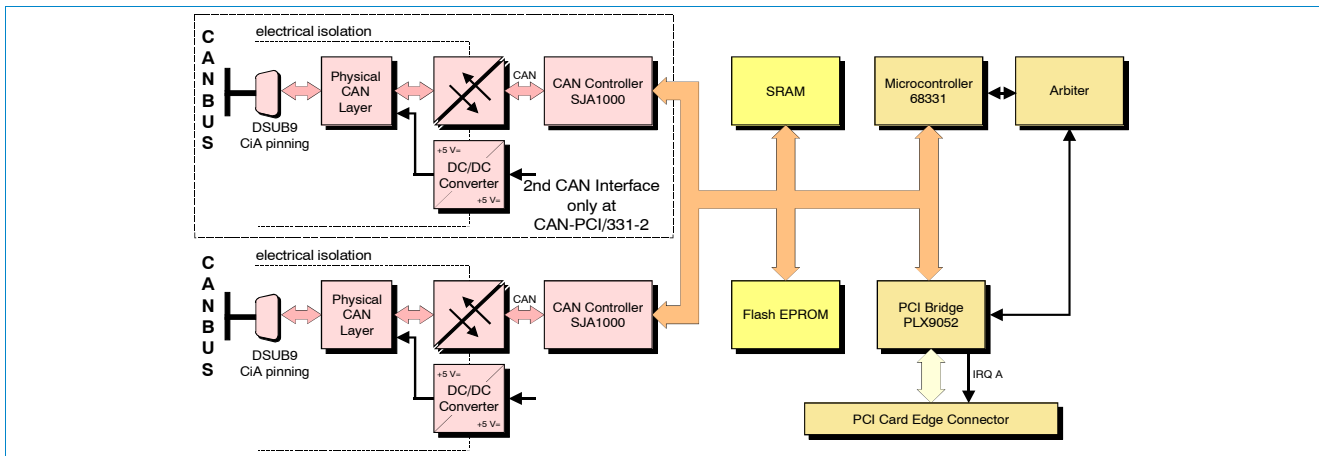 electrical isolation
C
A
N
B
U
S
DSUB9
CiA pinning
Physical
CAN
Layer
CAN
CAN Controller
SJA1000
+5 V=
DC/DC
Converter
+5 V=
2nd CAN Interface
only at
CAN-PCI/331-2
SRAM
Microcontroller
68331
Arbiter
electrical isolation
C
A
N
B
U
S
DSUB9
CiA pinning
Physical
CAN
Layer
CAN
CAN Controller
SJA1000
+5 V=
DC/DC
Converter
+5 V=
Flash EPROM
PCI Bridge
PLX9052
IRQ A
PCI Card Edge Connector